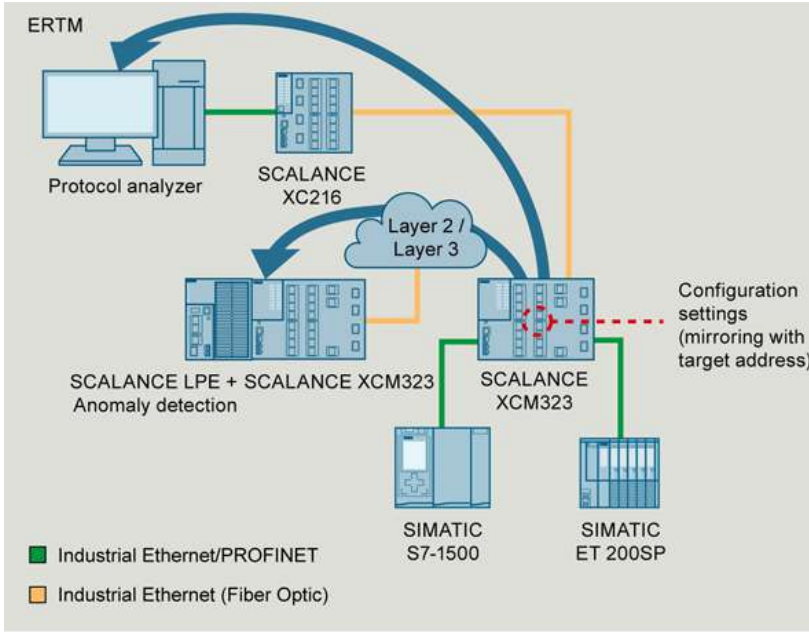 ERTM
Protocol analyzer
SCALANCE
XC216
Layer 2 /
Layer 3
Configuration
settings
(mirroring with
target address)
SCALANCE LPE + SCALANCE XCM323
Anomaly detection
SCALANCE
XCM323
SIMATIC
S7-1500
SIMATIC
ET 200SP
Industrial Ethernet/PROFINET
Industrial Ethernet (Fiber Optic)